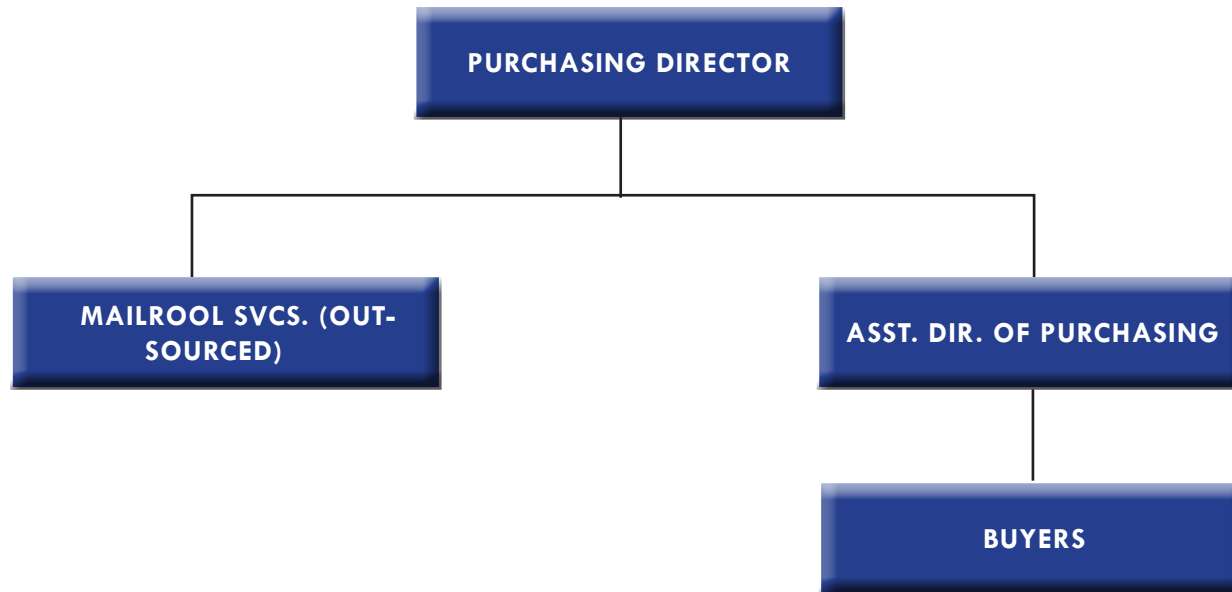 PURCHASING DIRECTOR
MAILROOL SVCS. (OUT-
SOURCED)
ASST. DIR. OF PURCHASING
BUYERS